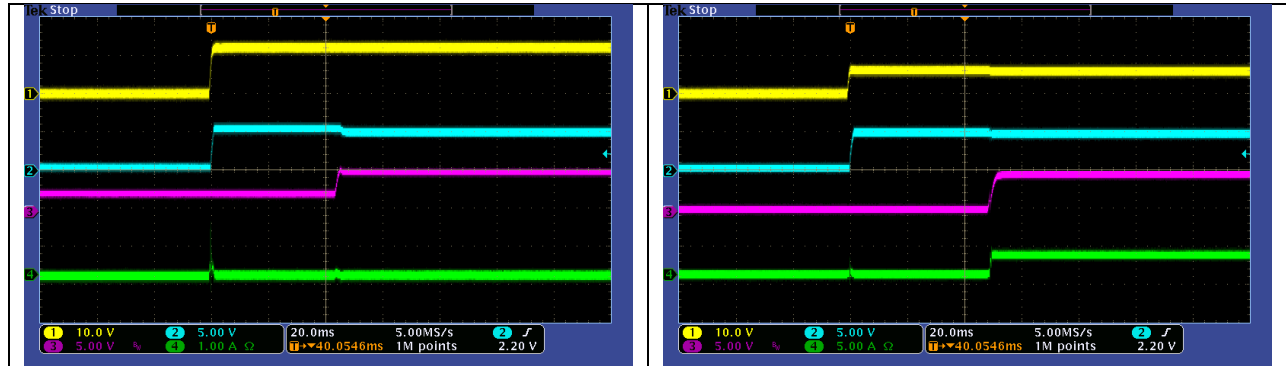 Tek Stop
T
T
1
2
3
4
1 10.0 V 2 5.00 V 20.0ms 5.00MS/s 2
3 5.00 V 4 1.00 A Ω T→▼40.0546ms 1M points 2.20 V
Tek Stop
T
T
1
2
3
4
1 10.0 V 2 5.00 V 20.0ms 5.00MS/s 2
3 5.00 V 4 5.00 A Ω T→▼40.0546ms 1M points 2.20 V